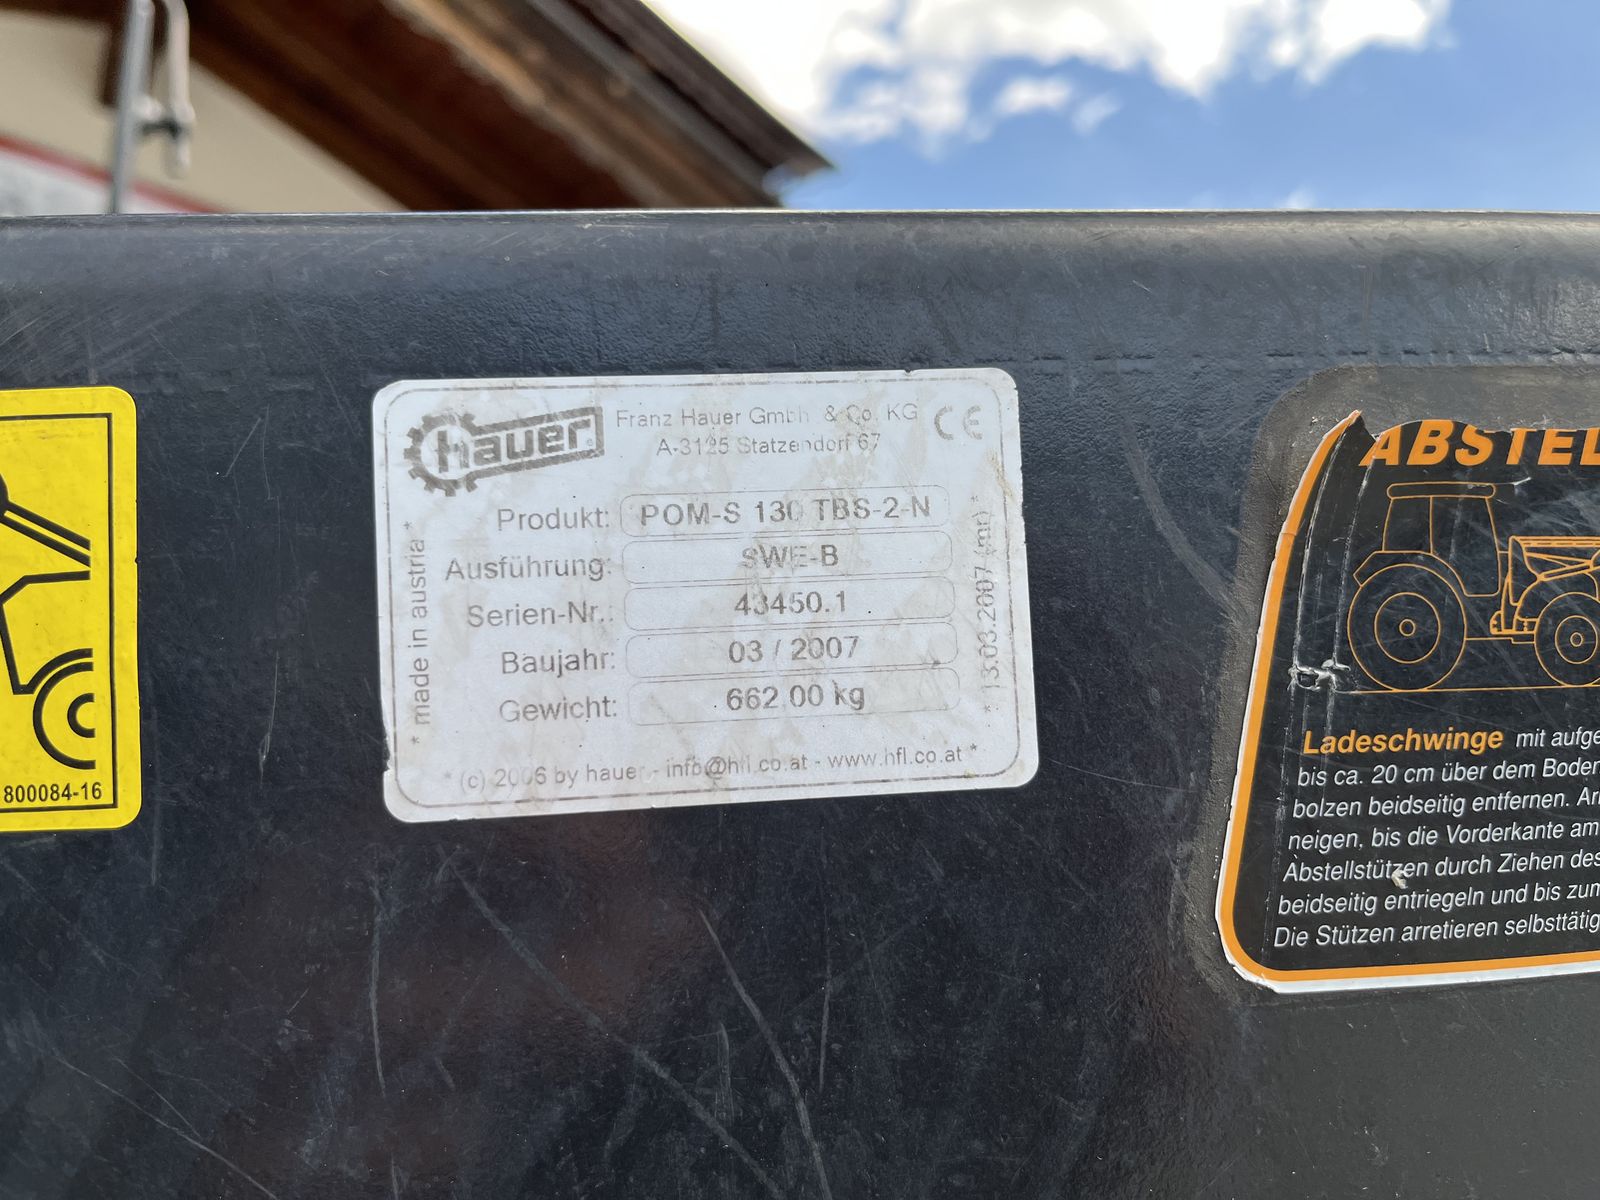 hauer
Franz Hauer GmbH & Co. KG
A-3125 Statzendorf 67
CE
Produkt: POM-S 130 TBS-2-N
Ausführung: SWE-B
Serien-Nr.: 43450.1
Baujahr: 03 / 2007
Gewicht: 662,00 kg
* made in austria *
* 13.03.2007 (mr) *
* (c) 2006 by hauer - info@hfl.co.at - www.hfl.co.at *
800084-16
ABSTEL
Ladeschwinge mit aufge
bis ca. 20 cm über dem Boden
bolzen beidseitig entfernen. Ar
neigen, bis die Vorderkante am
Abstellstützen durch Ziehen des
beidseitig entriegeln und bis zum
Die Stützen arretieren selbsttätig